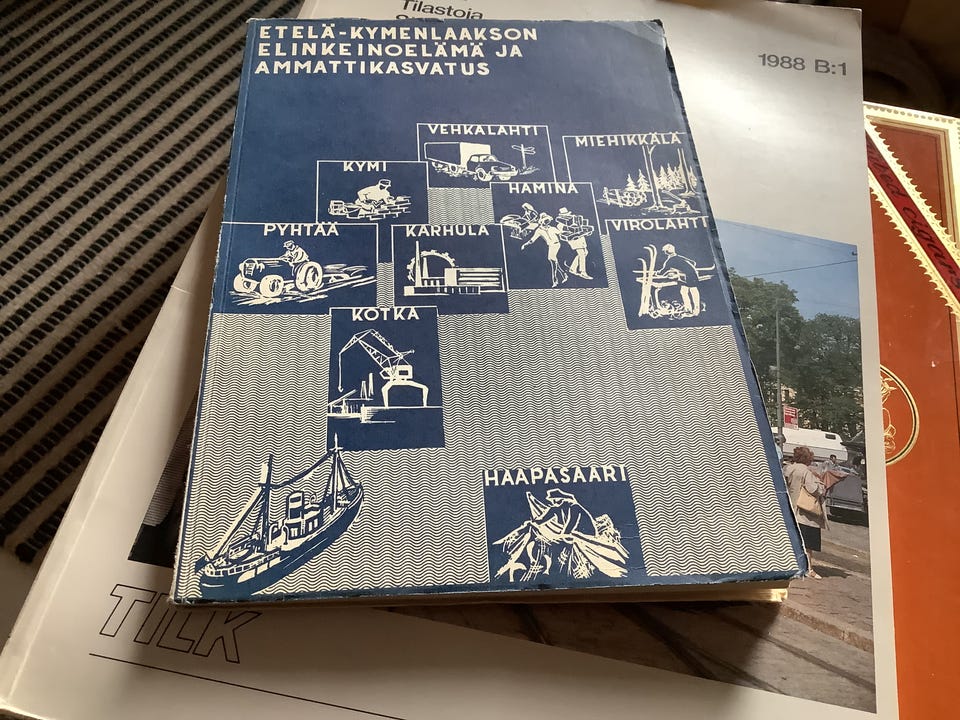 Tilastoja
1988 B:1
ETELÄ-KYMENLAAKSON
ELINKEINOELÄMÄ JA
AMMATTIKASVATUS
VEHKALAHTI
MIEHIKKÄLÄ
KYMI
HAMINA
VIROLAHTI
PYHTÄÄ
KARHULA
KOTKA
HAAPASAARI
TILK